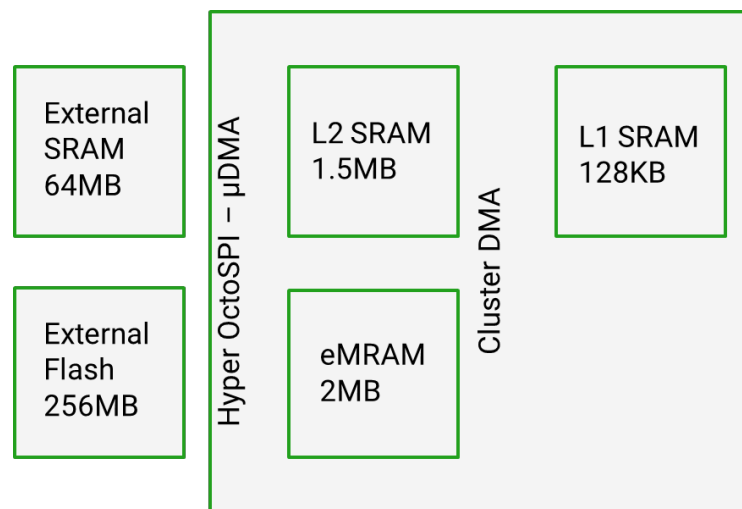 External
SRAM
64MB
External
Flash
256MB
Hyper OctoSPI – µDMA
L2 SRAM
1.5MB
eMRAM
2MB
Cluster DMA
L1 SRAM
128KB